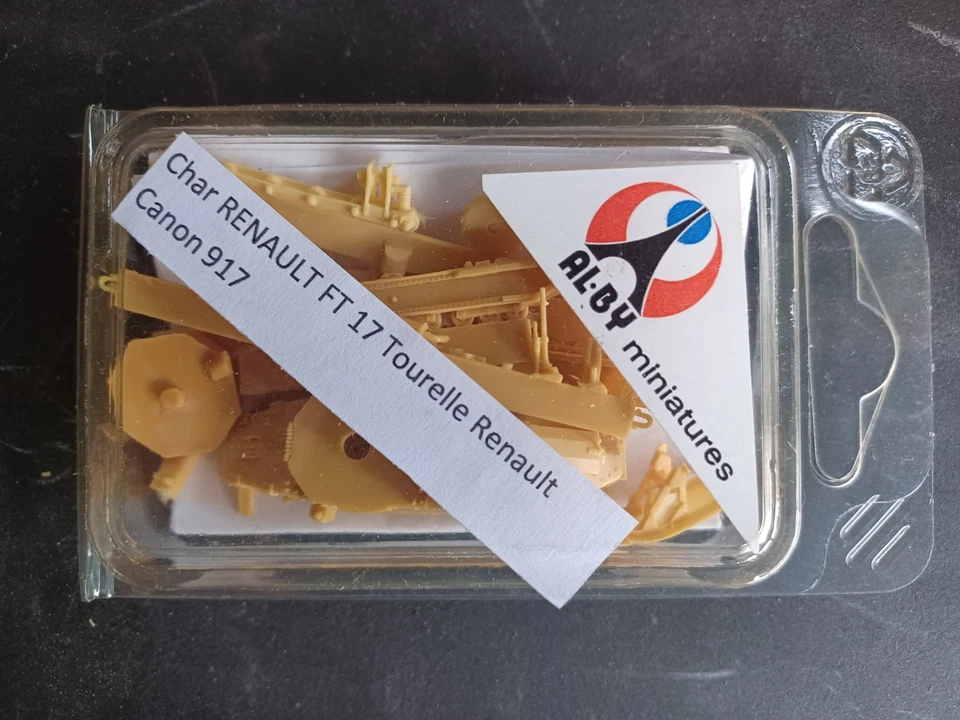 Char RENAULT FT 17 Tourelle Renault
Canon 917
AL·BY
miniatures